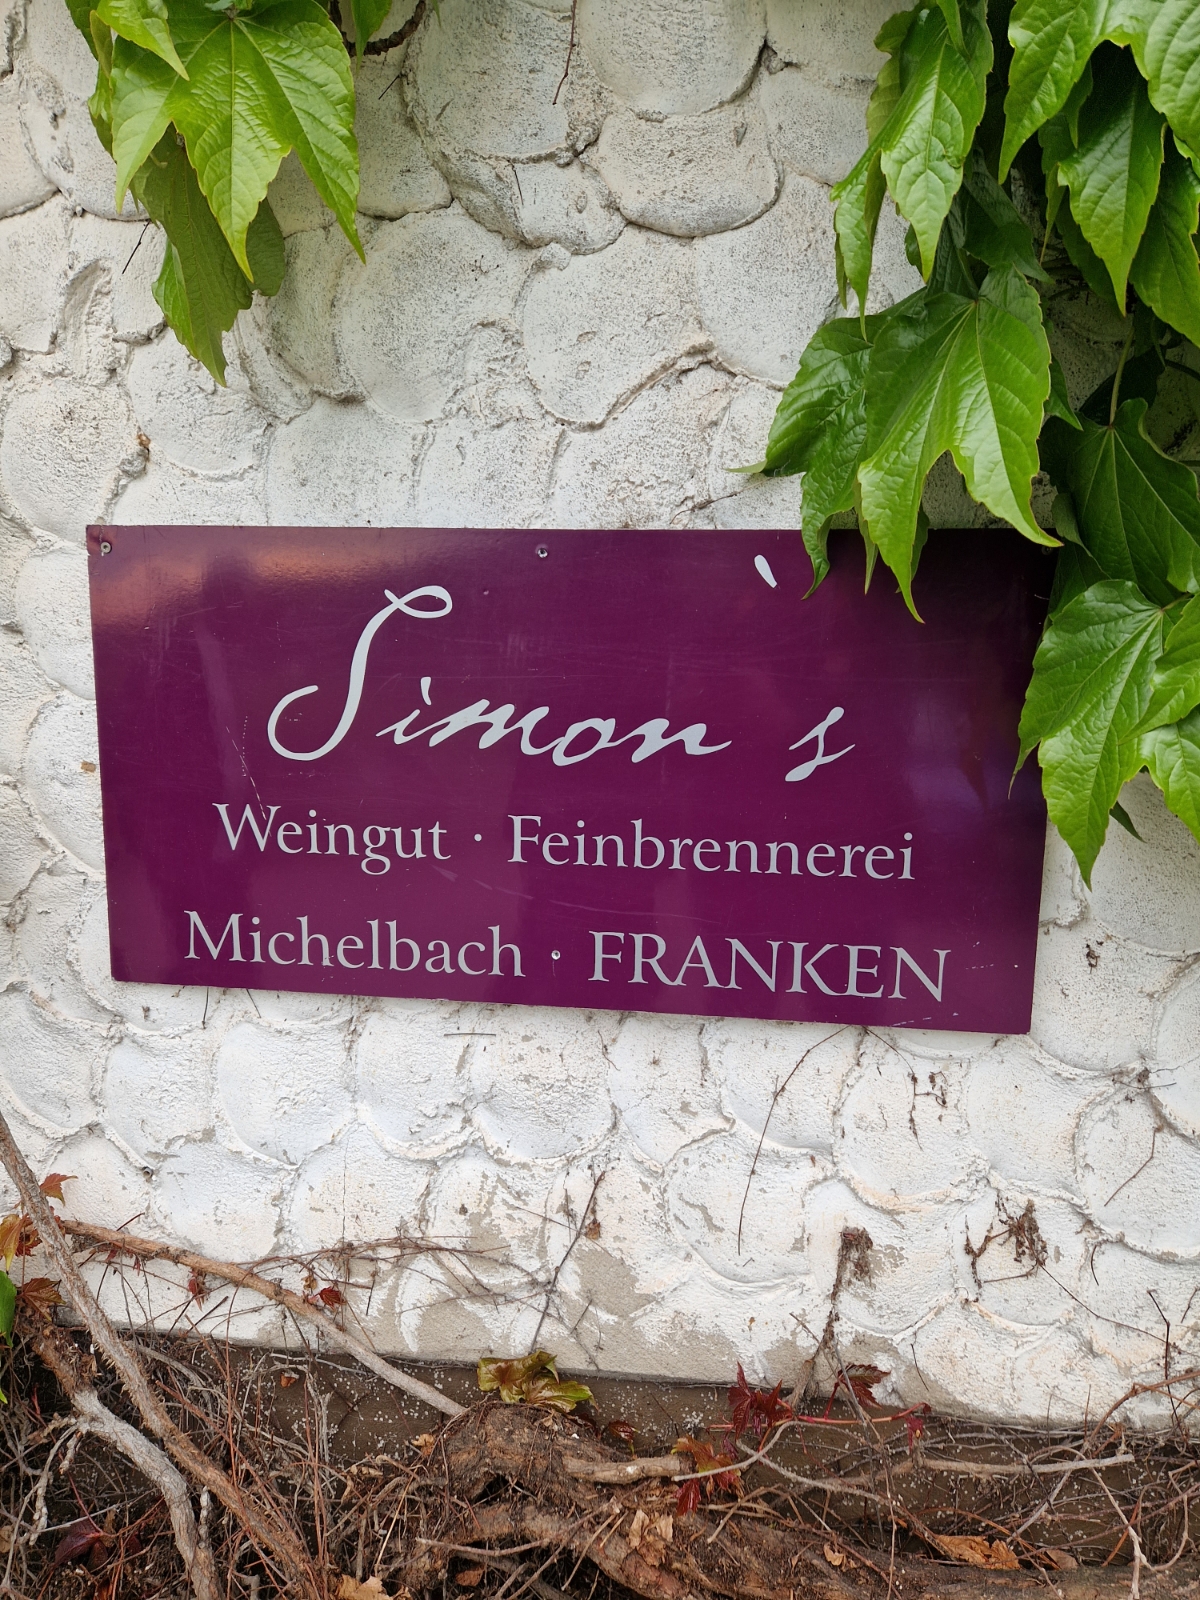 Simon`s
Weingut · Feinbrennerei
Michelbach · FRANKEN